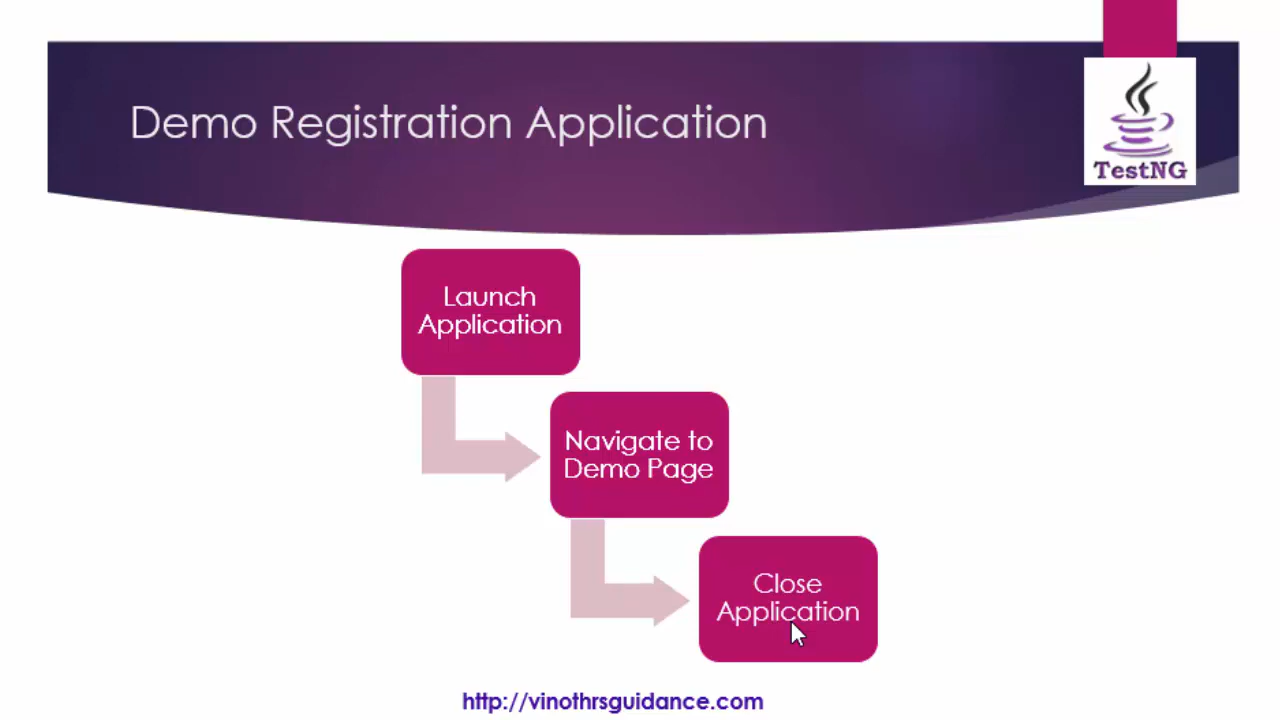 Demo Registration Application
TestNG
Launch
Application
Navigate to
Demo Page
Close
Application
http://vinothrsguidance.com